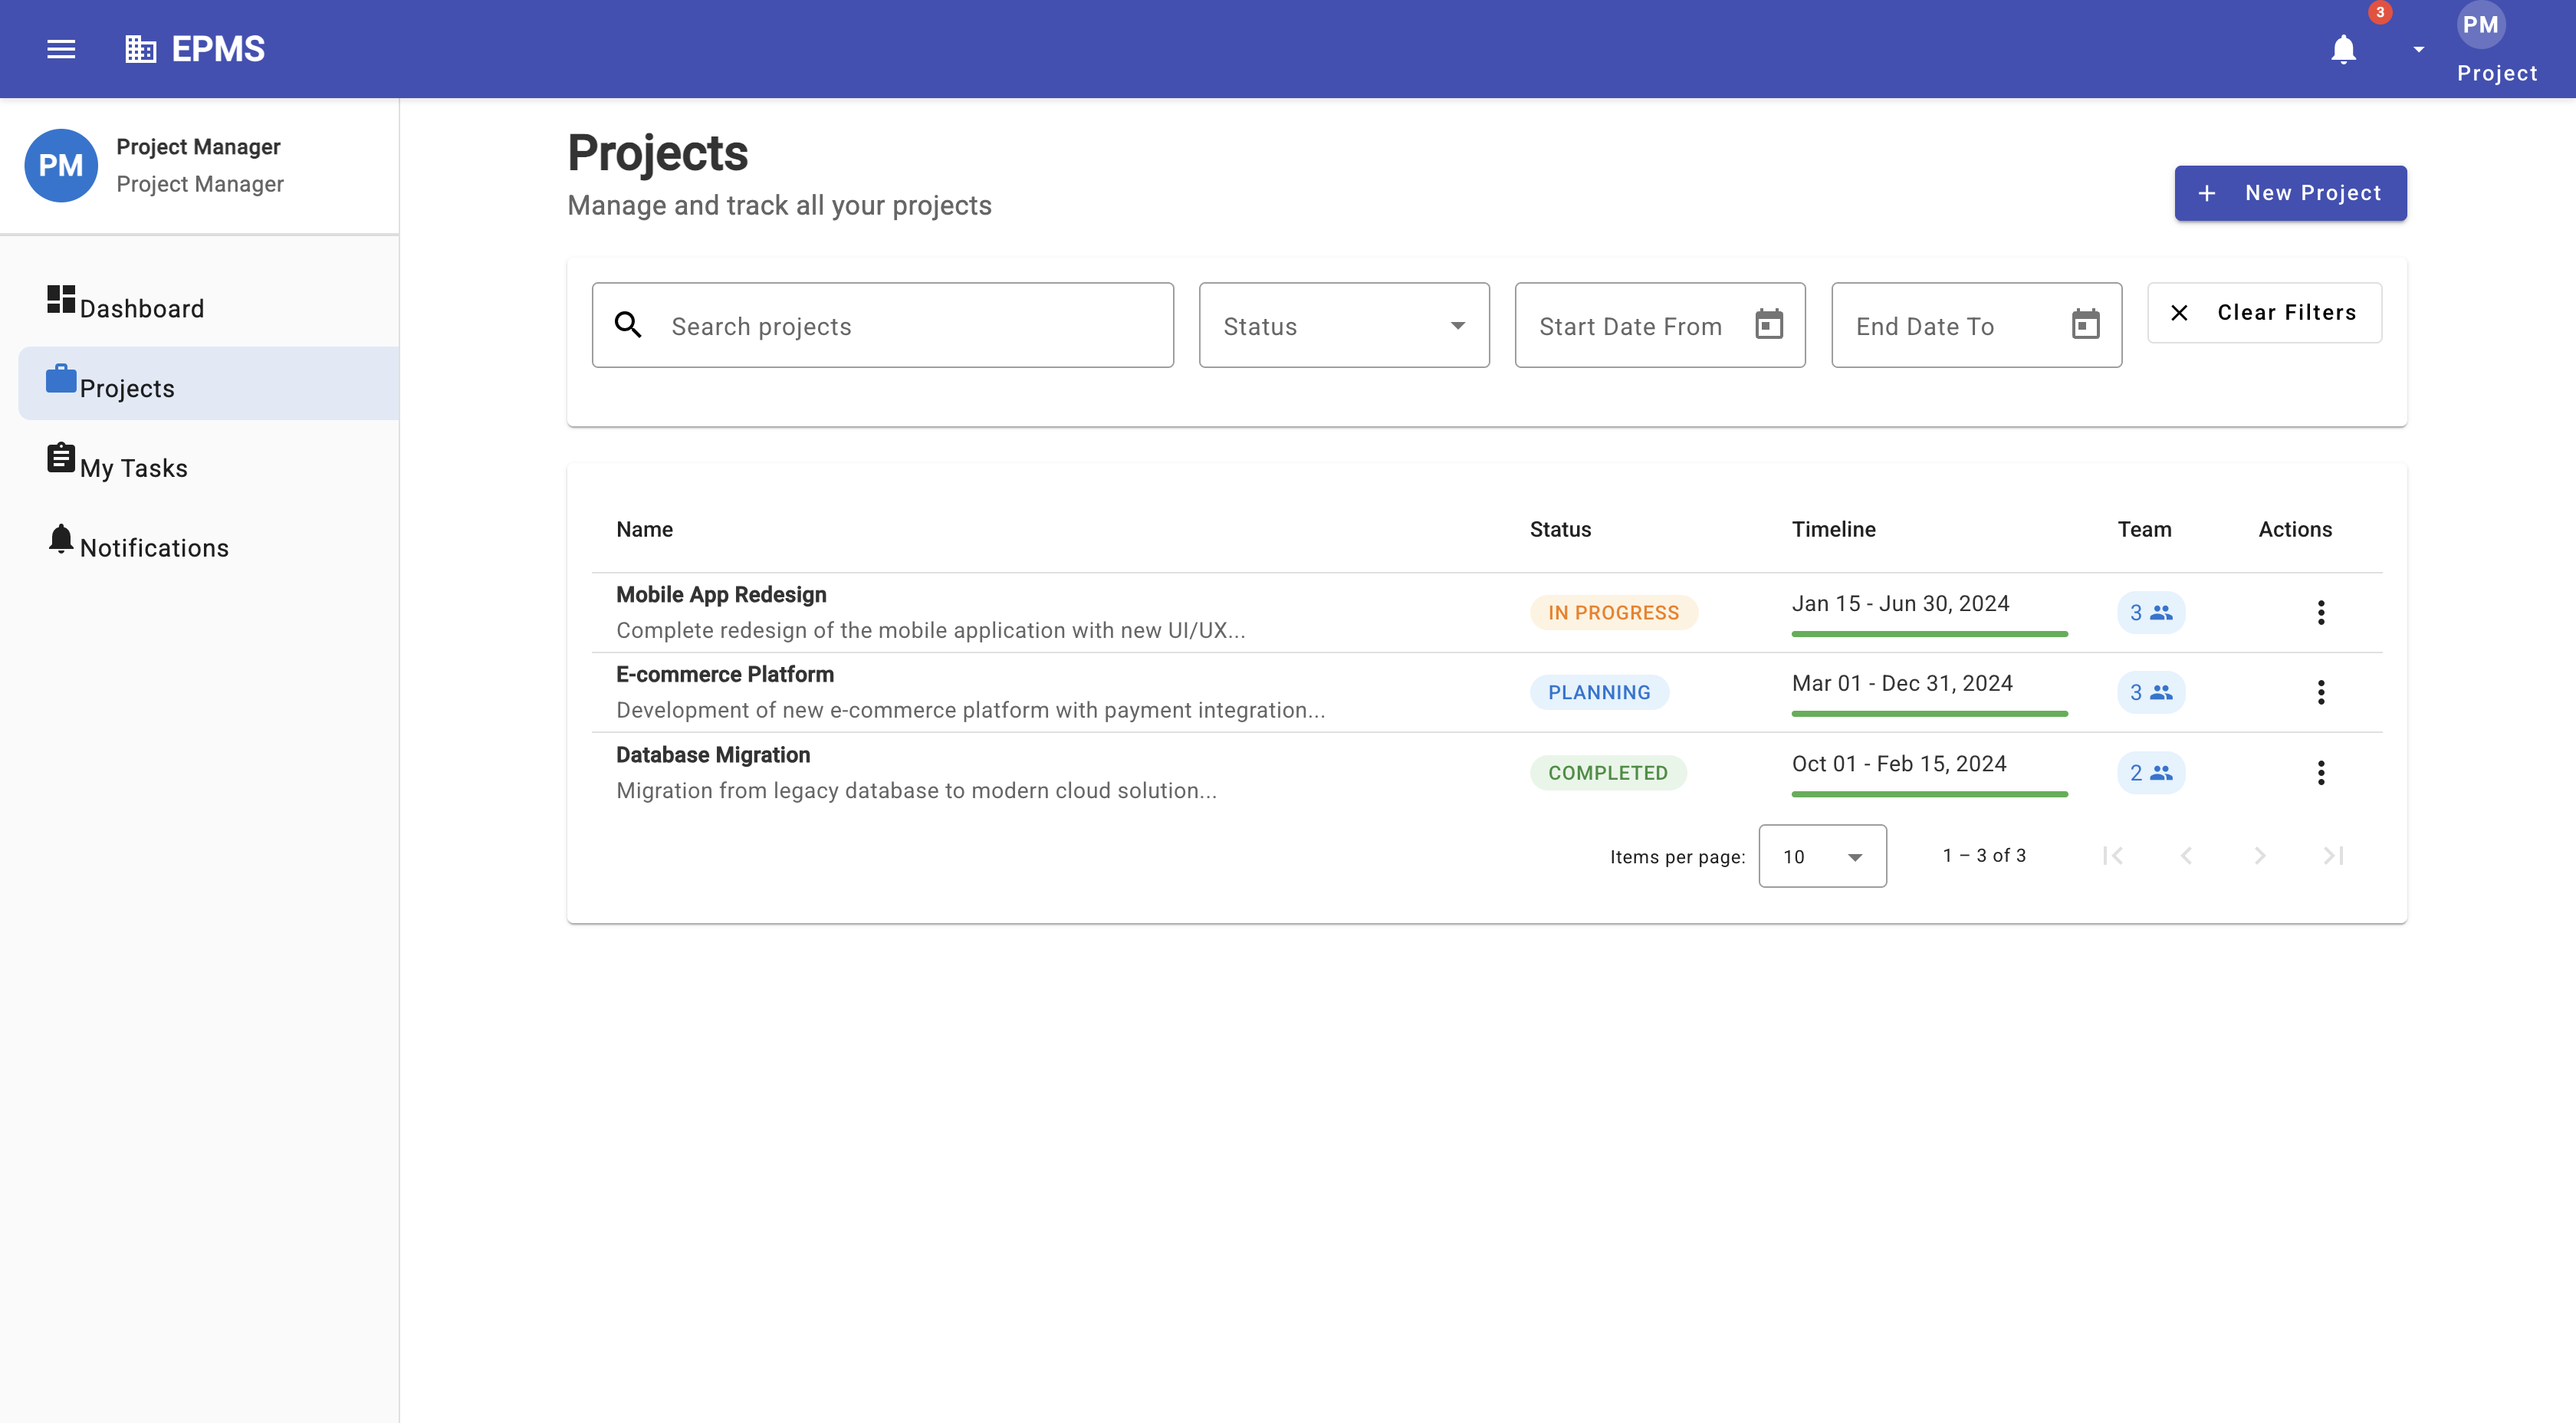 EPMS
3
PM
Project
PM
Project Manager
Project Manager
Dashboard
Projects
My Tasks
Notifications
Projects
Manage and track all your projects
New Project
Search projects
Status
Start Date From
End Date To
Clear Filters
Name Status Timeline Team Actions
Mobile App Redesign
Complete redesign of the mobile application with new UI/UX...
IN PROGRESS
Jan 15 - Jun 30, 2024
3
E-commerce Platform
Development of new e-commerce platform with payment integration...
PLANNING
Mar 01 - Dec 31, 2024
3
Database Migration
Migration from legacy database to modern cloud solution...
COMPLETED
Oct 01 - Feb 15, 2024
2
Items per page: 10 1 – 3 of 3